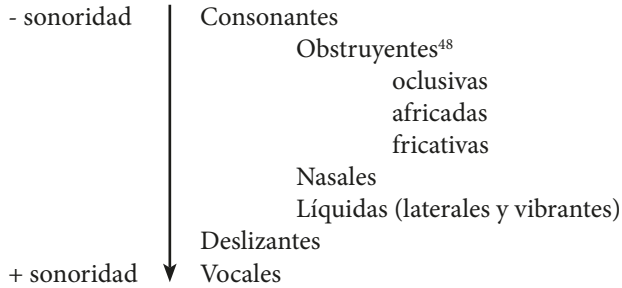 - sonoridad Consonantes
Obstruyentes⁴⁸
oclusivas
africadas
fricativas
Nasales
Líquidas (laterales y vibrantes)
Deslizantes
+ sonoridad Vocales